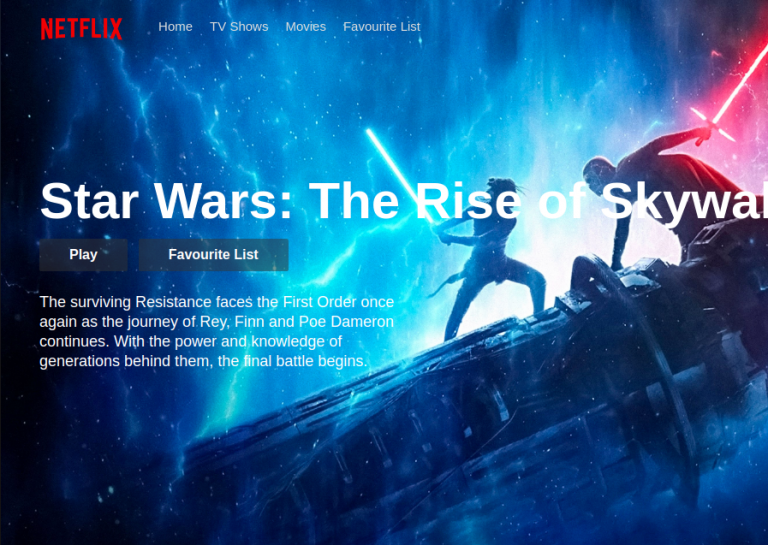 NETFLIX Home TV Shows Movies Favourite List
Star Wars: The Rise of Skywal
Play Favourite List
The surviving Resistance faces the First Order once
again as the journey of Rey, Finn and Poe Dameron
continues. With the power and knowledge of
generations behind them, the final battle begins.